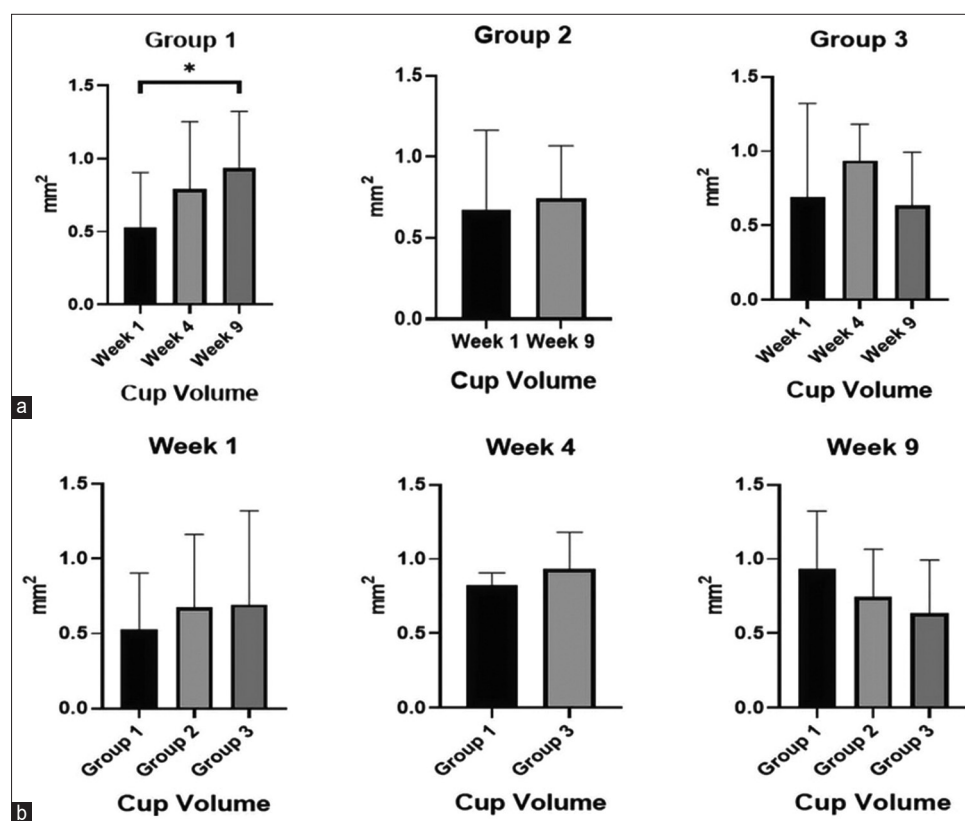 Group 1
*
1.5
1.0
0.5
0.0
mm²
Week 1
Week 4
Week 9
Cup Volume
Group 2
1.5
1.0
0.5
0.0
mm²
Week 1 Week 9
Cup Volume
Group 3
1.5
1.0
0.5
0.0
mm²
Week 1
Week 4
Week 9
Cup Volume
a
Week 1
1.5
1.0
0.5
0.0
mm²
Group 1
Group 2
Group 3
Cup Volume
Week 4
1.5
1.0
0.5
0.0
mm²
Group 1
Group 3
Cup Volume
Week 9
1.5
1.0
0.5
0.0
mm²
Group 1
Group 2
Group 3
Cup Volume
b